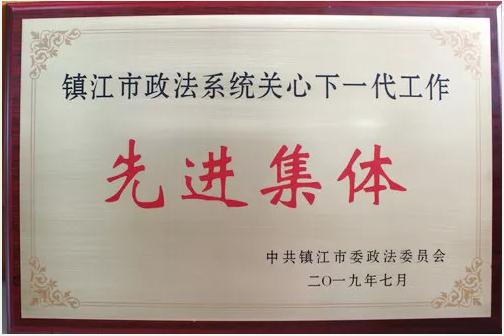 镇江市政法系统关心下一代工作
先进集体
中共镇江市委政法委员会
二〇一九年七月